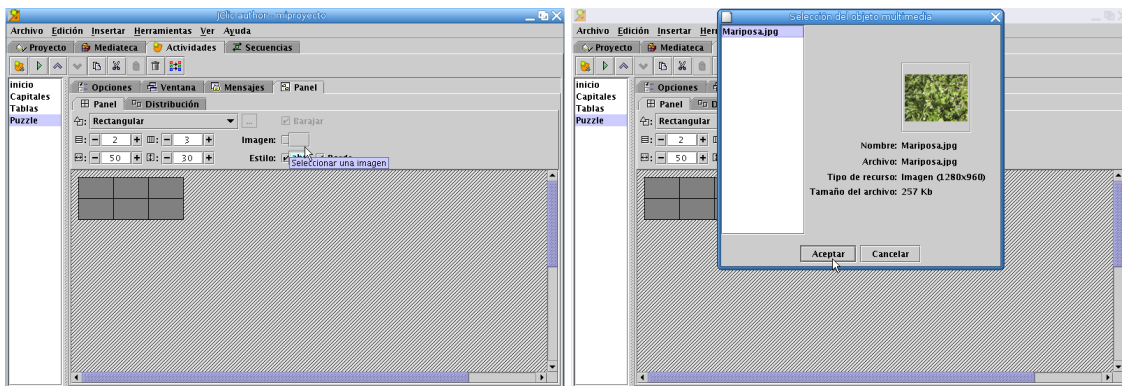 JClic author - miproyecto
Archivo Edición Insertar Herramientas Ver Ayuda
Proyecto Mediateca Actividades Secuencias
inicio
Capitales
Tablas
Puzzle
Opciones Ventana Mensajes Panel
Panel Distribución
Rectangular ... Barajar
2 3 Imagen:
50 30 Estilo:
Seleccionar una imagen
Archivo Edición Insertar
Proyecto Mediateca
inicio
Capitales
Tablas
Puzzle
Opciones
Panel
Rectangular
2
50
Selección del objeto multimedia
Mariposa.jpg
Nombre: Mariposa.jpg
Archivo: Mariposa.jpg
Tipo de recurso: Imagen (1280x960)
Tamaño del archivo: 257 Kb
Aceptar Cancelar